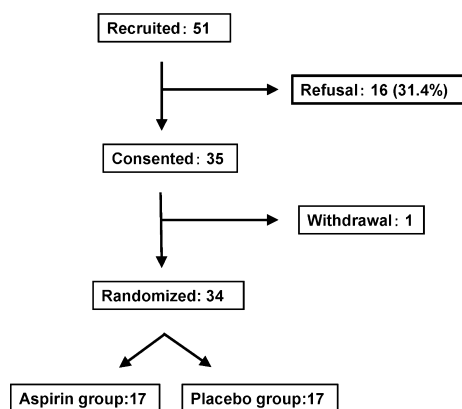 Recruited: 51
Refusal: 16 (31.4%)
Consented: 35
Withdrawal: 1
Randomized: 34
Aspirin group:17
Placebo group:17